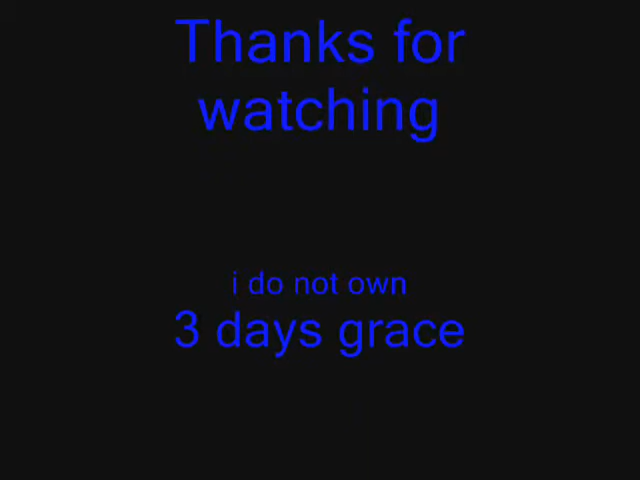 Thanks for
watching
i do not own
3 days grace